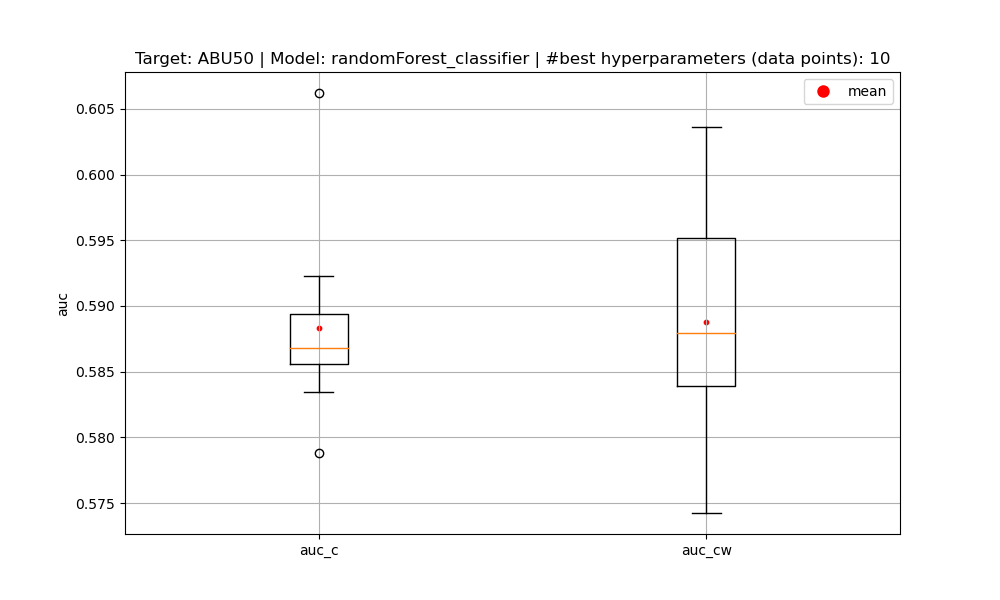 Target: ABU50 | Model: randomForest_classifier | #best hyperparameters (data points): 10
mean
0.605
0.600
0.595
0.590
0.585
0.580
0.575
auc
auc_c
auc_cw